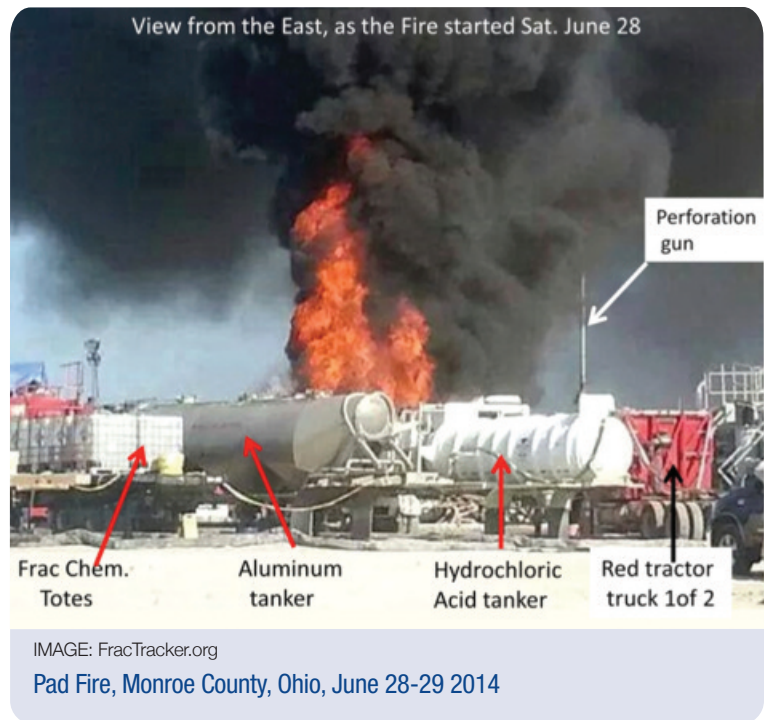 View from the East, as the Fire started Sat. June 28
Perforation
gun
Frac Chem.
Totes
Aluminum
tanker
Hydrochloric
Acid tanker
Red tractor
truck 1of 2
IMAGE: FracTracker.org
Pad Fire, Monroe County, Ohio, June 28-29 2014